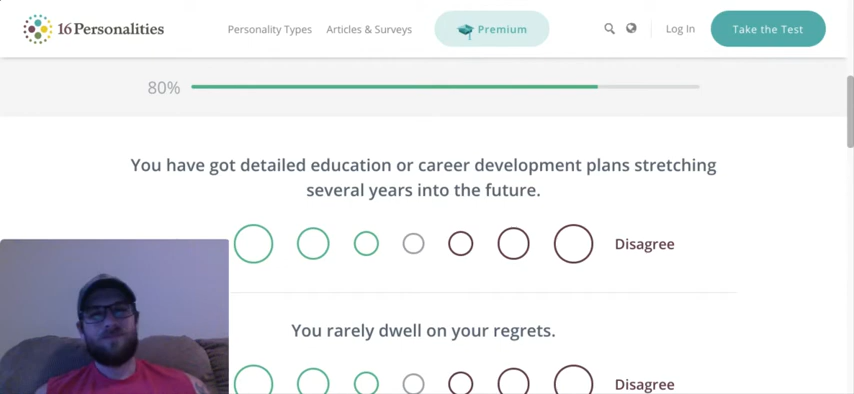 16Personalities Personality Types Articles & Surveys Premium Log In Take the Test
80%
You have got detailed education or career development plans stretching
several years into the future.
Disagree
You rarely dwell on your regrets.
Disagree